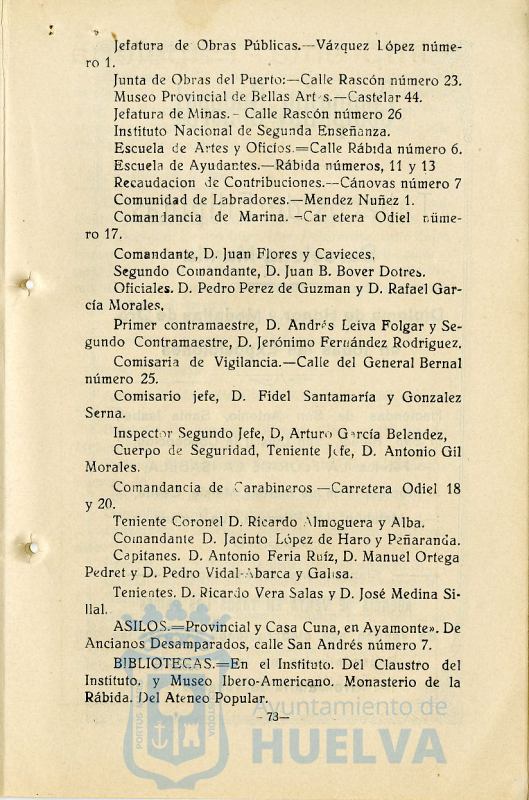 Jefatura de Obras Públicas.—Vázquez López núme-
ro 1.
Junta de Obras del Puerto:—Calle Rascón número 23.
Museo Provincial de Bellas Artes.—Castelar 44.
Jefatura de Minas.- Calle Rascón número 26
Instituto Nacional de Segunda Enseñanza.
Escuela de Artes y Oficios.=Calle Rábida número 6.
Escuela de Ayudantes.—Rábida números, 11 y 13
Recaudacion de Contribuciones.—Cánovas número 7
Comunidad de Labradores.—Mendez Nuñez 1.
Comandancia de Marina. —Carretera Odiel núme-
ro 17.
Comandante, D. Juan Flores y Cavieces,
Segundo Comandante, D. Juan B. Bover Dotres.
Oficiales. D. Pedro Perez de Guzman y D. Rafael Gar-
cía Morales,
Primer contramaestre, D. Andrés Leiva Folgar y Se-
gundo Contramaestre, D. Jerónimo Fernández Rodriguez.
Comisaria de Vigilancia.—Calle del General Bernal
número 25.
Comisario jefe, D. Fidel Santamaría y Gonzalez
Serna.
Inspector Segundo Jefe, D, Arturo García Belendez,
Cuerpo de Seguridad, Teniente Jefe, D. Antonio Gil
Morales.
Comandancia de Carabineros —Carretera Odiel 18
y 20.
Teniente Coronel D. Ricardo Almoguera y Alba.
Comandante D. Jacinto López de Haro y Peñaranda.
Capitanes. D. Antonio Feria Ruíz, D. Manuel Ortega
Pedret y D. Pedro Vidal-Abarca y Galisa.
Tenientes. D. Ricardo Vera Salas y D. José Medina Si-
llal.
ASILOS.=Provincial y Casa Cuna, en Ayamonte». De
Ancianos Desamparados, calle San Andrés número 7.
BIBLIOTECAS.=En el Instituto. Del Claustro del
Instituto. y Museo Ibero-Americano. Monasterio de la
Rábida. Del Ateneo Popular.
- 73—
Ayuntamiento de
HUELVA